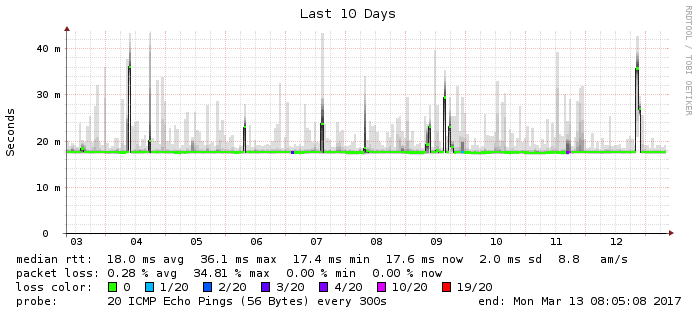 Last 10 Days
RRDTOOL / TOBI OETIKER
Seconds
40 m
30 m
20 m
10 m
0
03 04 05 06 07 08 09 10 11 12
median rtt: 18.0 ms avg 36.1 ms max 17.4 ms min 17.6 ms now 2.0 ms sd 8.8 am/s
packet loss: 0.28 % avg 34.81 % max 0.00 % min 0.00 % now
loss color: 0 1/20 2/20 3/20 4/20 10/20 19/20
probe: 20 ICMP Echo Pings (56 Bytes) every 300s end: Mon Mar 13 08:05:08 2017